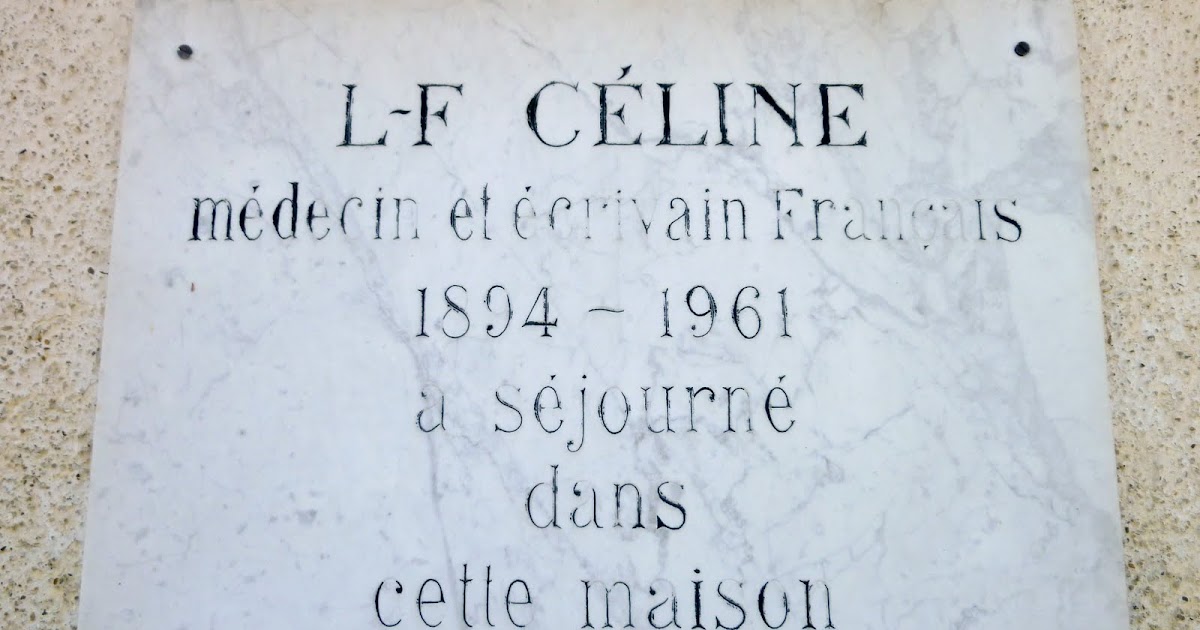 L-F CÉLINE
médecin et écrivain Français
1894 - 1961
a séjourné
dans
cette maison